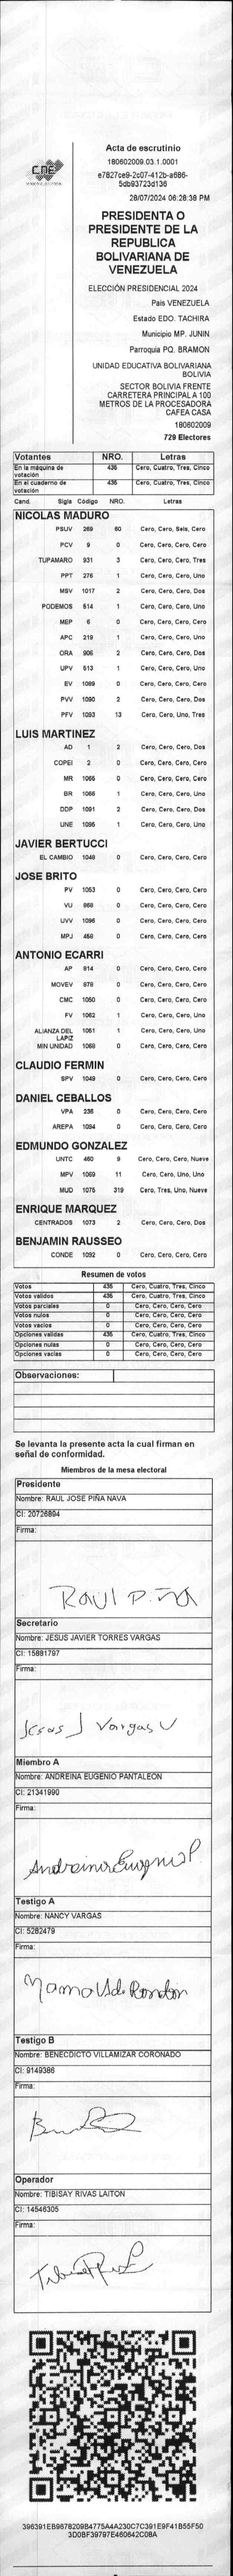 CNE
Acta de escrutinio
180602009.03.1.0001
e7827ce9-2c07-412b-a686-
5db93723d136
28/07/2024 06:28:38 PM
PRESIDENTA O
PRESIDENTE DE LA
REPUBLICA
BOLIVARIANA DE
VENEZUELA
ELECCIÓN PRESIDENCIAL 2024
País VENEZUELA
Estado EDO. TACHIRA
Municipio MP. JUNIN
Parroquia PQ. BRAMON
UNIDAD EDUCATIVA BOLIVARIANA
BOLIVIA
SECTOR BOLIVIA FRENTE
CARRETERA PRINCIPAL A 100
METROS DE LA PROCESADORA
CAFEA CASA
180602009
729 Electores
Votantes NRO. Letras
En la máquina de votación 435 Cero, Cuatro, Tres, Cinco
En el cuaderno de votación 435 Cero, Cuatro, Tres, Cinco
Cand. Sigla Código NRO. Letras
NICOLAS MADURO
PSUV 269 60 Cero, Cero, Seis, Cero
PCV 9 0 Cero, Cero, Cero, Cero
TUPAMARO 931 3 Cero, Cero, Cero, Tres
PPT 276 1 Cero, Cero, Cero, Uno
MSV 1017 2 Cero, Cero, Cero, Dos
PODEMOS 514 1 Cero, Cero, Cero, Uno
MEP 6 0 Cero, Cero, Cero, Cero
APC 219 1 Cero, Cero, Cero, Uno
ORA 906 2 Cero, Cero, Cero, Dos
UPV 513 1 Cero, Cero, Cero, Uno
EV 1089 0 Cero, Cero, Cero, Cero
PVV 1090 2 Cero, Cero, Cero, Dos
PFV 1093 13 Cero, Cero, Uno, Tres
LUIS MARTINEZ
AD 1 2 Cero, Cero, Cero, Dos
COPEI 2 0 Cero, Cero, Cero, Cero
MR 1065 0 Cero, Cero, Cero, Cero
BR 1066 1 Cero, Cero, Cero, Uno
DDP 1091 2 Cero, Cero, Cero, Dos
UNE 1095 1 Cero, Cero, Cero, Uno
JAVIER BERTUCCI
EL CAMBIO 1048 0 Cero, Cero, Cero, Cero
JOSE BRITO
PV 1053 0 Cero, Cero, Cero, Cero
VU 968 0 Cero, Cero, Cero, Cero
UVV 1096 0 Cero, Cero, Cero, Cero
MPJ 458 0 Cero, Cero, Cero, Cero
ANTONIO ECARRI
AP 814 0 Cero, Cero, Cero, Cero
MOVEV 979 0 Cero, Cero, Cero, Cero
CMC 1050 0 Cero, Cero, Cero, Cero
FV 1062 1 Cero, Cero, Cero, Uno
ALIANZA DEL LAPIZ 1051 1 Cero, Cero, Cero, Uno
MIN UNIDAD 1068 0 Cero, Cero, Cero, Cero
CLAUDIO FERMIN
SPV 1049 0 Cero, Cero, Cero, Cero
DANIEL CEBALLOS
VPA 236 0 Cero, Cero, Cero, Cero
AREPA 1094 0 Cero, Cero, Cero, Cero
EDMUNDO GONZALEZ
UNTC 460 9 Cero, Cero, Cero, Nueve
MPV 1069 11 Cero, Cero, Uno, Uno
MUD 1075 319 Cero, Tres, Uno, Nueve
ENRIQUE MARQUEZ
CENTRADOS 1073 2 Cero, Cero, Cero, Dos
BENJAMIN RAUSSEO
CONDE 1092 0 Cero, Cero, Cero, Cero
Resumen de votos
Votos 435 Cero, Cuatro, Tres, Cinco
Votos validos 435 Cero, Cuatro, Tres, Cinco
Votos parciales 0 Cero, Cero, Cero, Cero
Votos nulos 0 Cero, Cero, Cero, Cero
Votos vacios 0 Cero, Cero, Cero, Cero
Opciones validas 435 Cero, Cuatro, Tres, Cinco
Opciones nulas 0 Cero, Cero, Cero, Cero
Opciones vacias 0 Cero, Cero, Cero, Cero
Observaciones:
Se levanta la presente acta la cual firman en
señal de conformidad.
Miembros de la mesa electoral
Presidente
Nombre: RAUL JOSE PIÑA NAVA
CI: 20726894
Firma:
RAUl PIÑA
Secretario
Nombre: JESUS JAVIER TORRES VARGAS
CI: 15881797
Firma:
Jesus J Vargas V
Miembro A
Nombre: ANDREINA EUGENIO PANTALEON
CI: 21341990
Firma:
Andreina Eugenio P.
Testigo A
Nombre: NANCY VARGAS
CI: 5282479
Firma:
Testigo B
Nombre: BENECDICTO VILLAMIZAR CORONADO
CI: 9149386
Firma:
Operador
Nombre: TIBISAY RIVAS LAITON
CI: 14546305
Firma:
396391EB9678209B4775A4A230C7C391E9F41B55F50
3D0BF39797E460642C08A